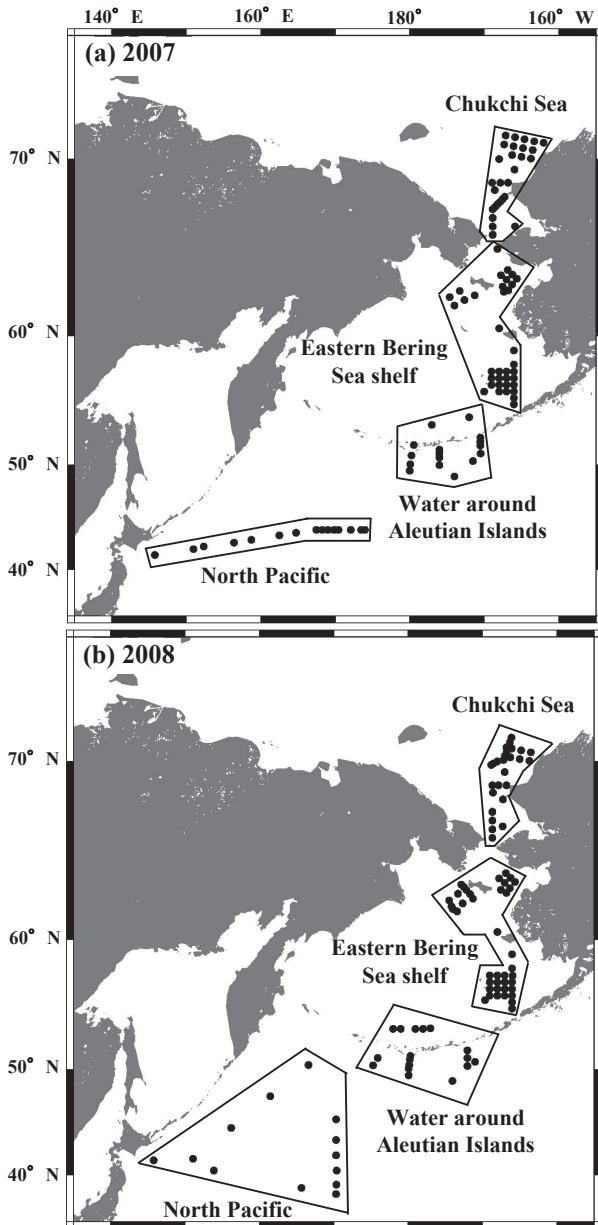 140° E 160° E 180° 160° W
(a) 2007
Chukchi Sea
70° N
60° N
Eastern Bering
Sea shelf
50° N
Water around
Aleutian Islands
North Pacific
40° N
(b) 2008
Chukchi Sea
70° N
60° N
Eastern Bering
Sea shelf
50° N
Water around
Aleutian Islands
40° N
North Pacific